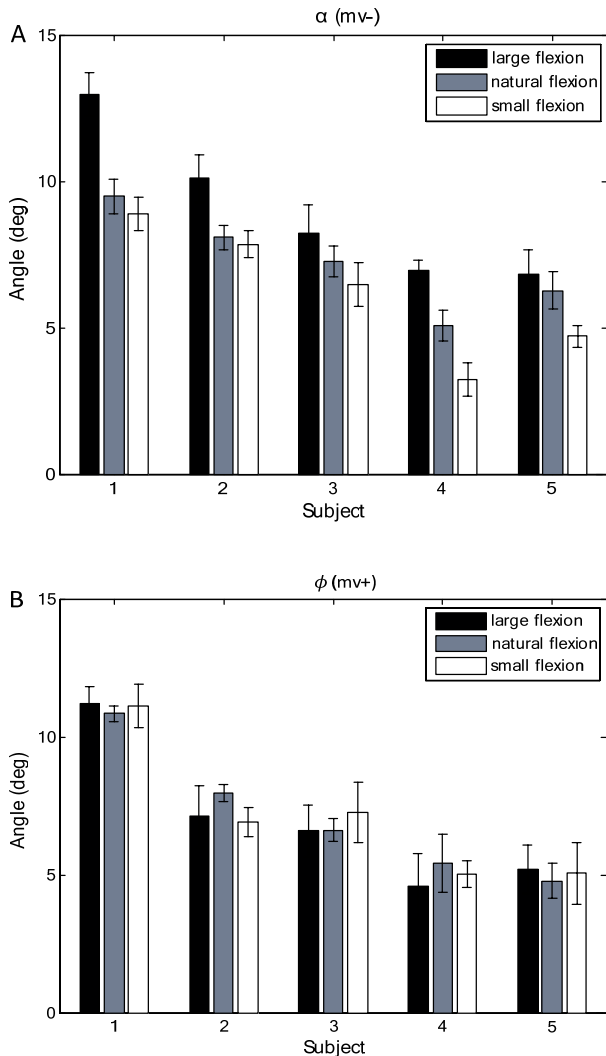 A
α (mv-)
15
large flexion
natural flexion
small flexion
10
Angle (deg)
5
0
1 2 3 4 5
Subject
B
ϕ (mv+)
15
large flexion
natural flexion
small flexion
10
Angle (deg)
5
0
1 2 3 4 5
Subject